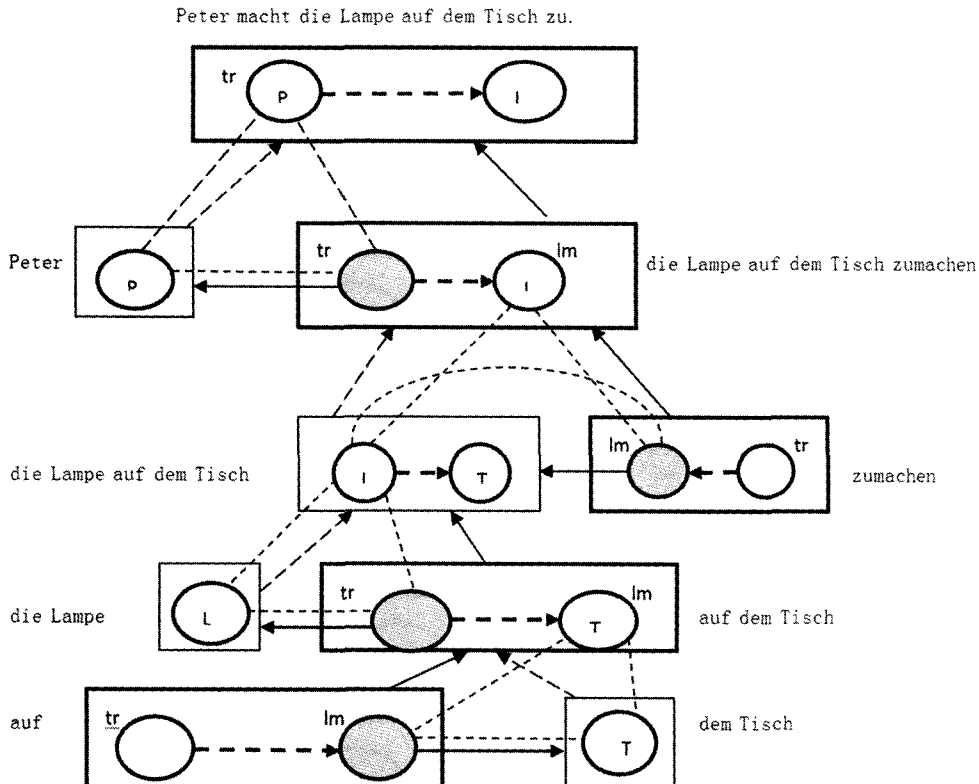 Peter macht die Lampe auf dem Tisch zu.
tr
P
l
Peter
P
tr
l
lm
die Lampe auf dem Tisch zumachen
die Lampe auf dem Tisch
l
T
lm
tr
zumachen
die Lampe
L
tr
T
lm
auf dem Tisch
auf
tr
lm
T
dem Tisch